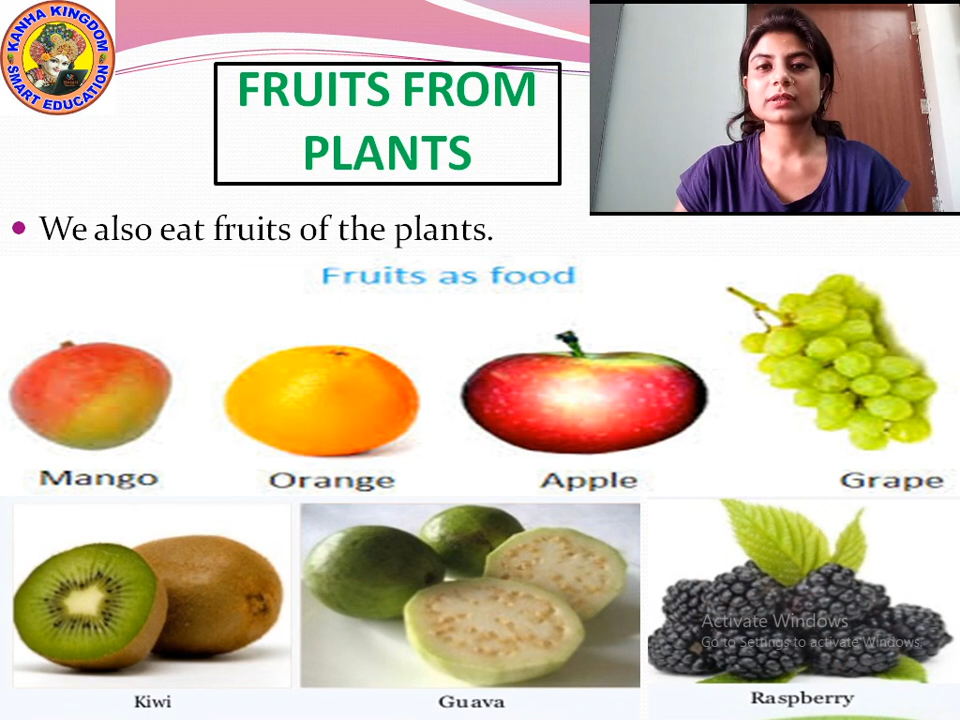 KANHA KINGDOM
SMART EDUCATION
FRUITS FROM
PLANTS
We also eat fruits of the plants.
Fruits as food
Mango Orange Apple Grape
Activate Windows
Go to Settings to activate Windows.
Kiwi Guava Raspberry